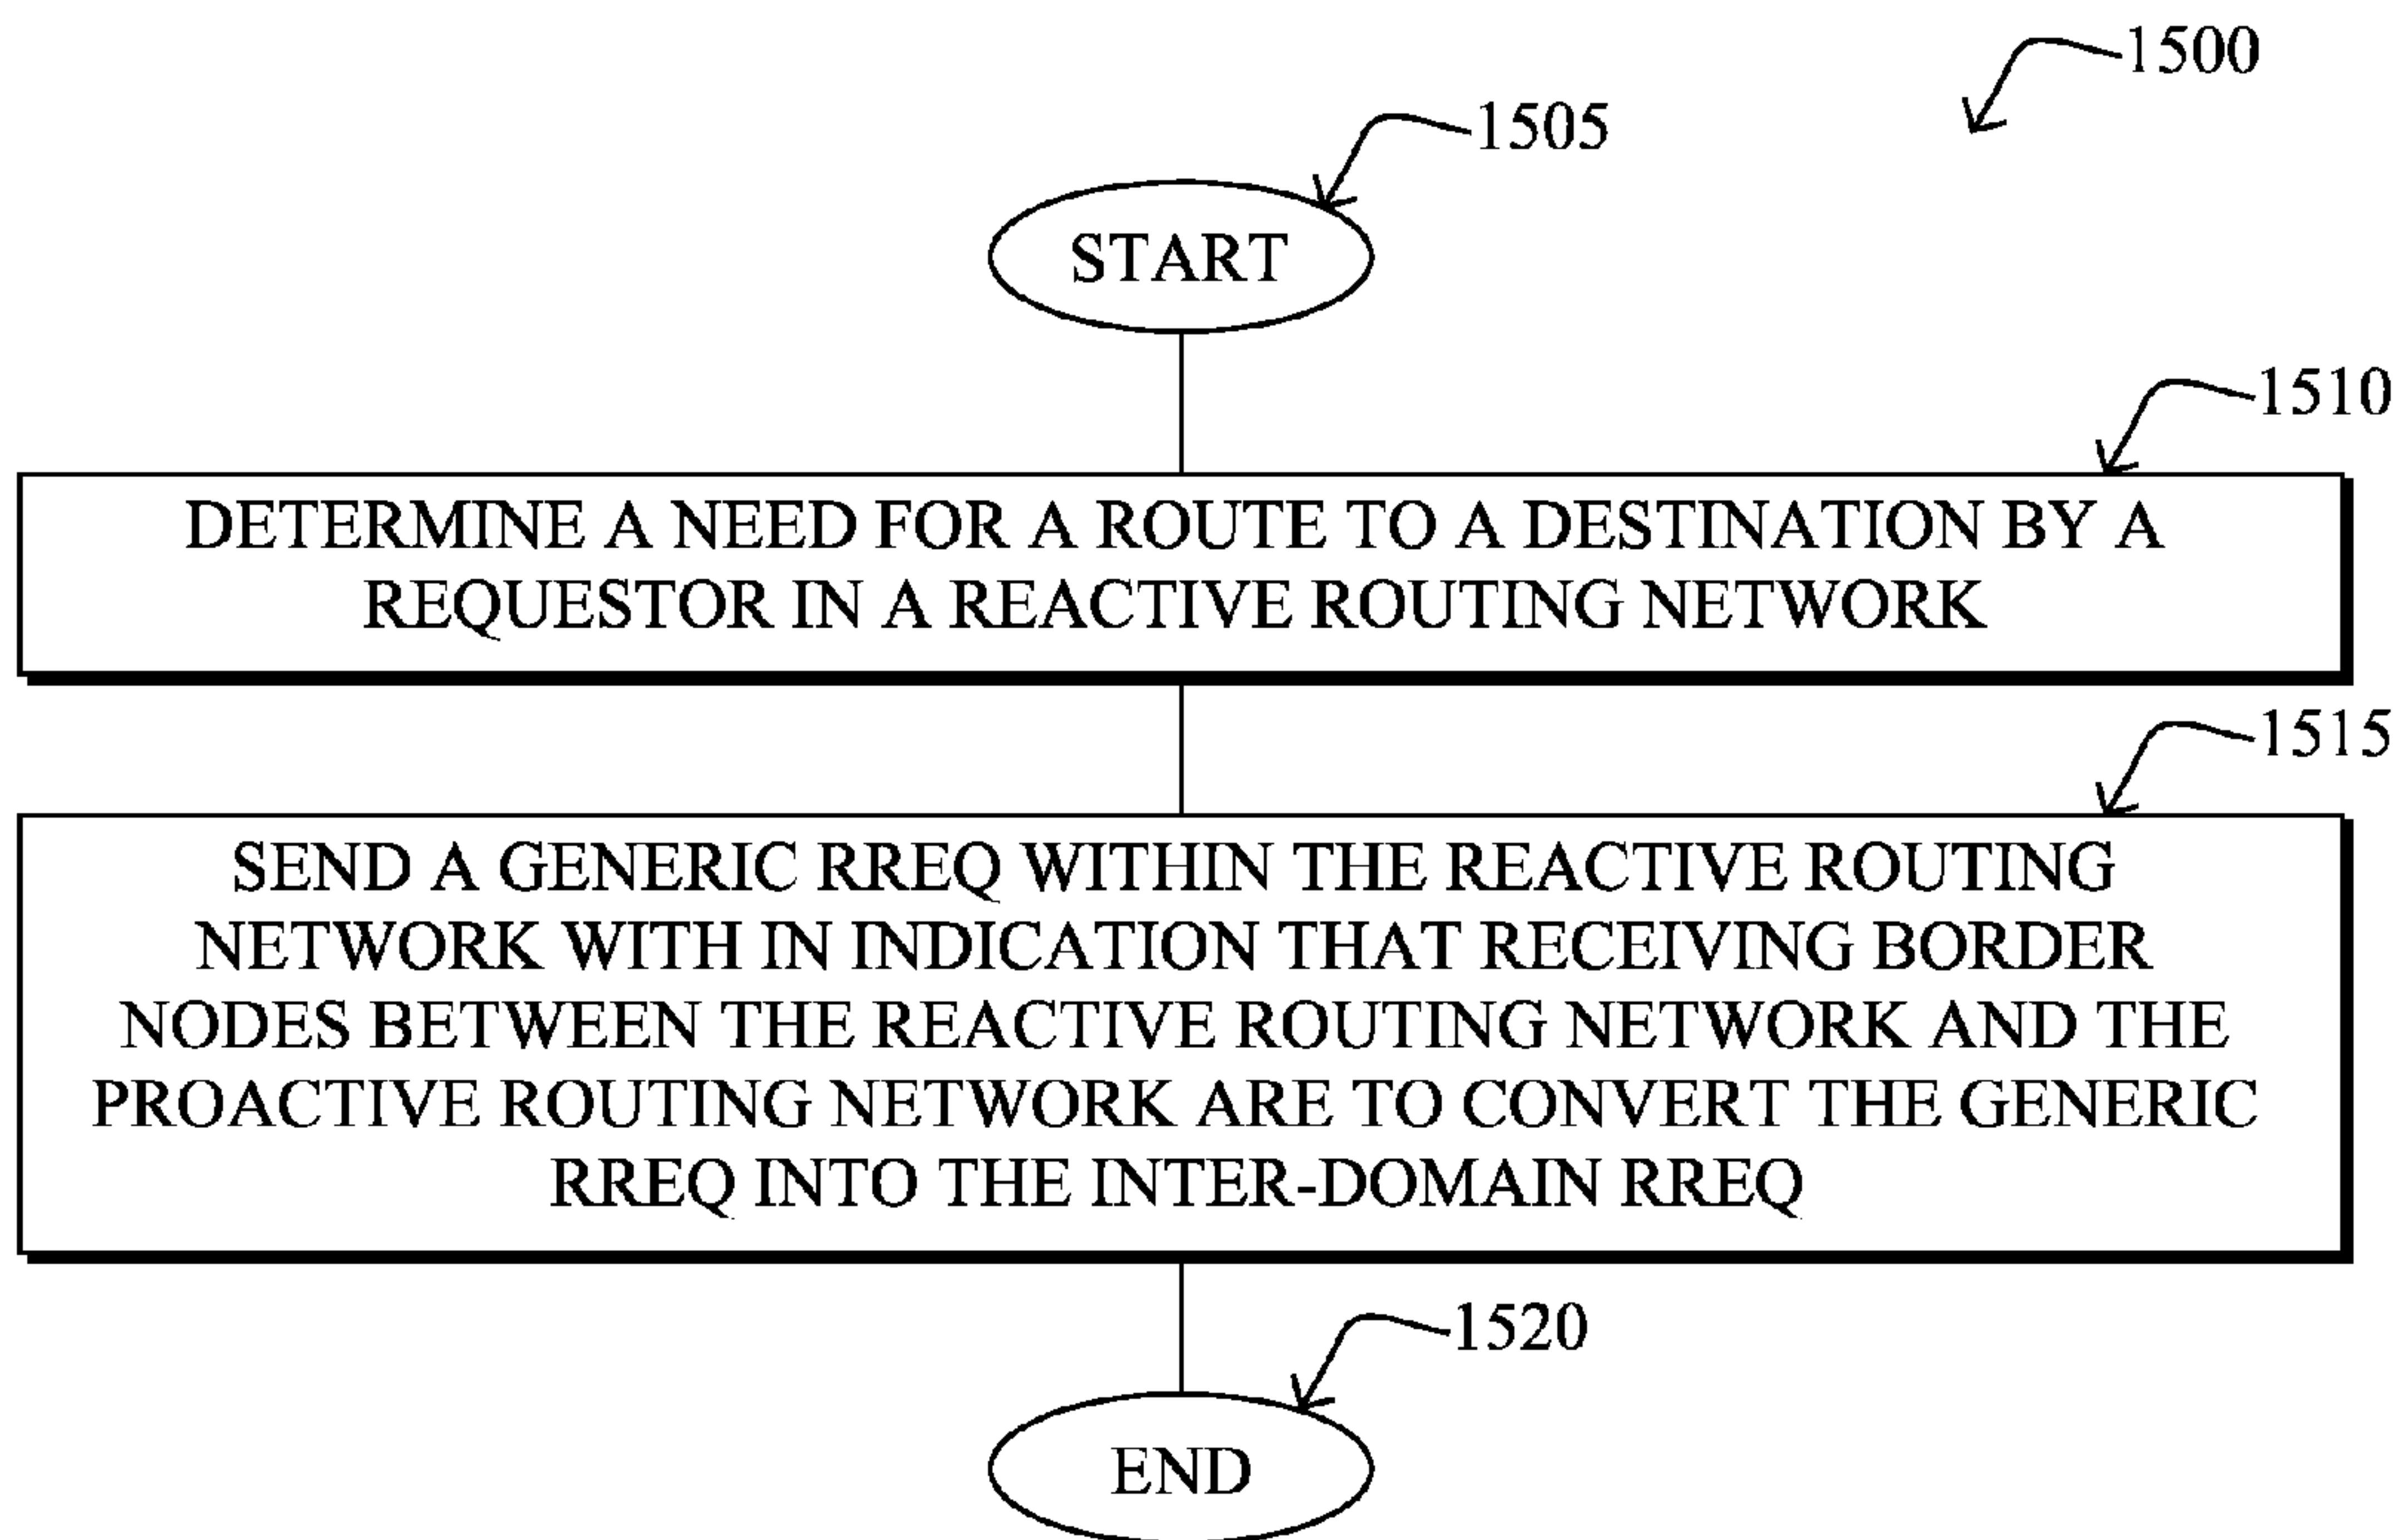 1500
1505
START
1510
DETERMINE A NEED FOR A ROUTE TO A DESTINATION BY A
REQUESTOR IN A REACTIVE ROUTING NETWORK
1515
SEND A GENERIC RREQ WITHIN THE REACTIVE ROUTING
NETWORK WITH IN INDICATION THAT RECEIVING BORDER
NODES BETWEEN THE REACTIVE ROUTING NETWORK AND THE
PROACTIVE ROUTING NETWORK ARE TO CONVERT THE GENERIC
RREQ INTO THE INTER-DOMAIN RREQ
1520
END